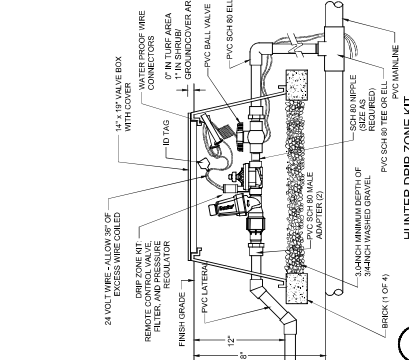 24 VOLT WIRE - ALLOW 36" OF
EXCESS WIRE COILED
14" x 19" VALVE BOX
WITH COVER
WATER PROOF WIRE
CONNECTORS
0" IN TURF AREA
1" IN SHRUB/
GROUNDCOVER AR
PVC BALL VALVE
PVC SCH 80 ELL
ID TAG
DRIP ZONE KIT:
REMOTE CONTROL VALVE,
FILTER, AND PRESSURE
REGULATOR
FINISH GRADE
PVC LATERAL
12"
8"
PVC SCH 80 MALE
ADAPTER (2)
SCH 80 NIPPLE
(SIZE AS
REQUIRED)
PVC SCH 80 TEE OR ELL
PVC MAINLINE
3.0-INCH MINIMUM DEPTH OF
3/4-INCH WASHED GRAVEL
BRICK (1 OF 4)
HUNTER DRIP ZONE KIT